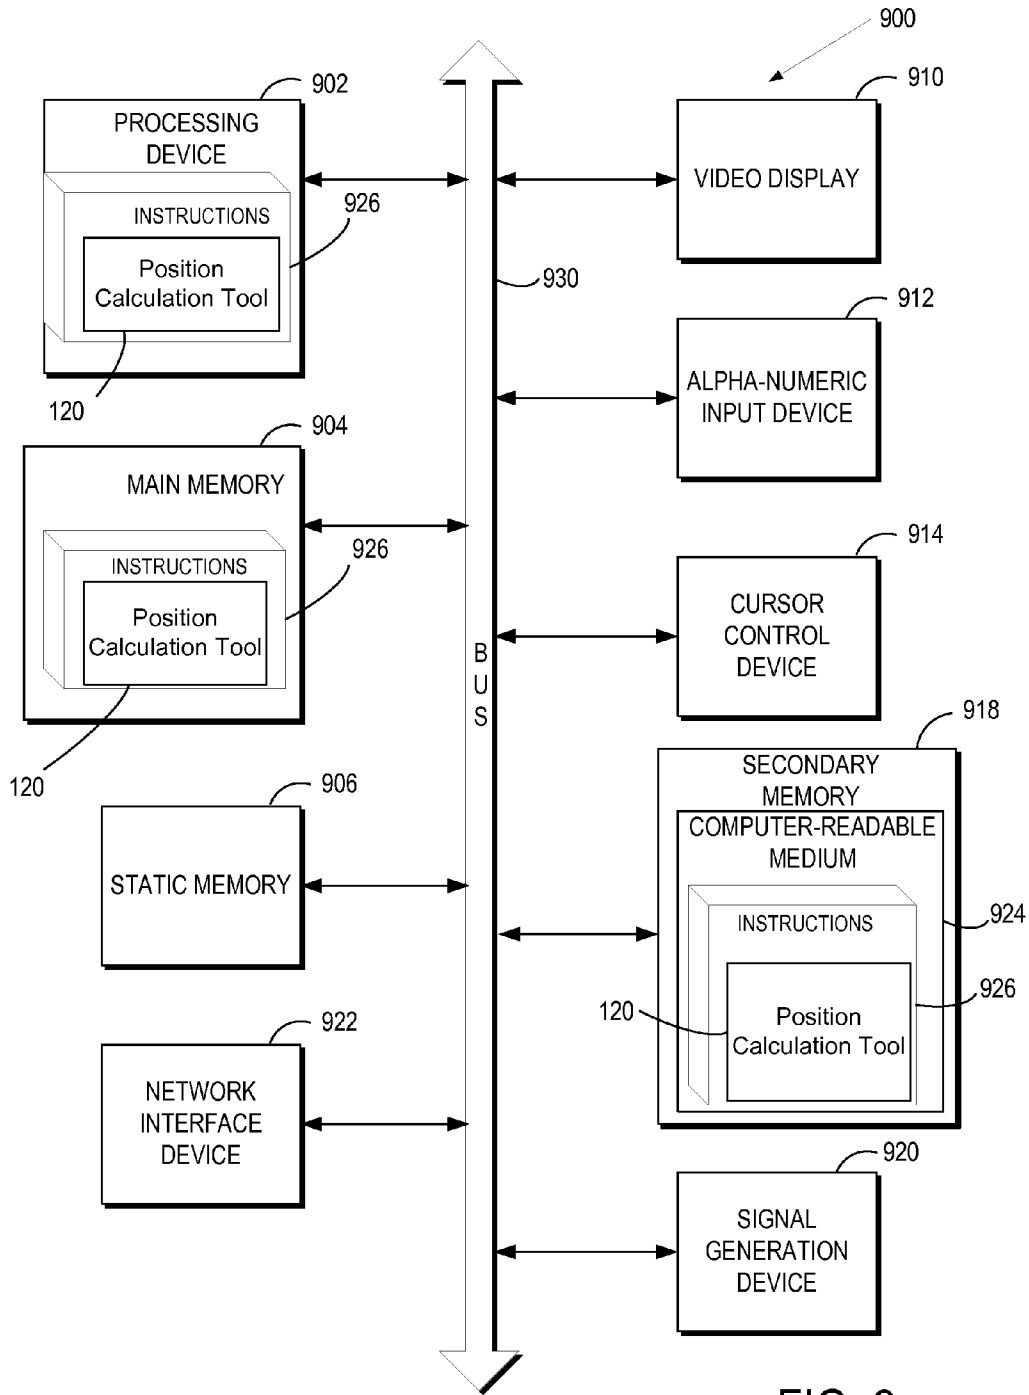 900
902
PROCESSING
DEVICE
INSTRUCTIONS
926
Position
Calculation Tool
120
904
MAIN MEMORY
INSTRUCTIONS
926
Position
Calculation Tool
120
906
STATIC MEMORY
922
NETWORK
INTERFACE
DEVICE
BUS
930
910
VIDEO DISPLAY
912
ALPHA-NUMERIC
INPUT DEVICE
914
CURSOR
CONTROL
DEVICE
918
SECONDARY
MEMORY
COMPUTER-READABLE
MEDIUM
924
INSTRUCTIONS
926
120
Position
Calculation Tool
920
SIGNAL
GENERATION
DEVICE